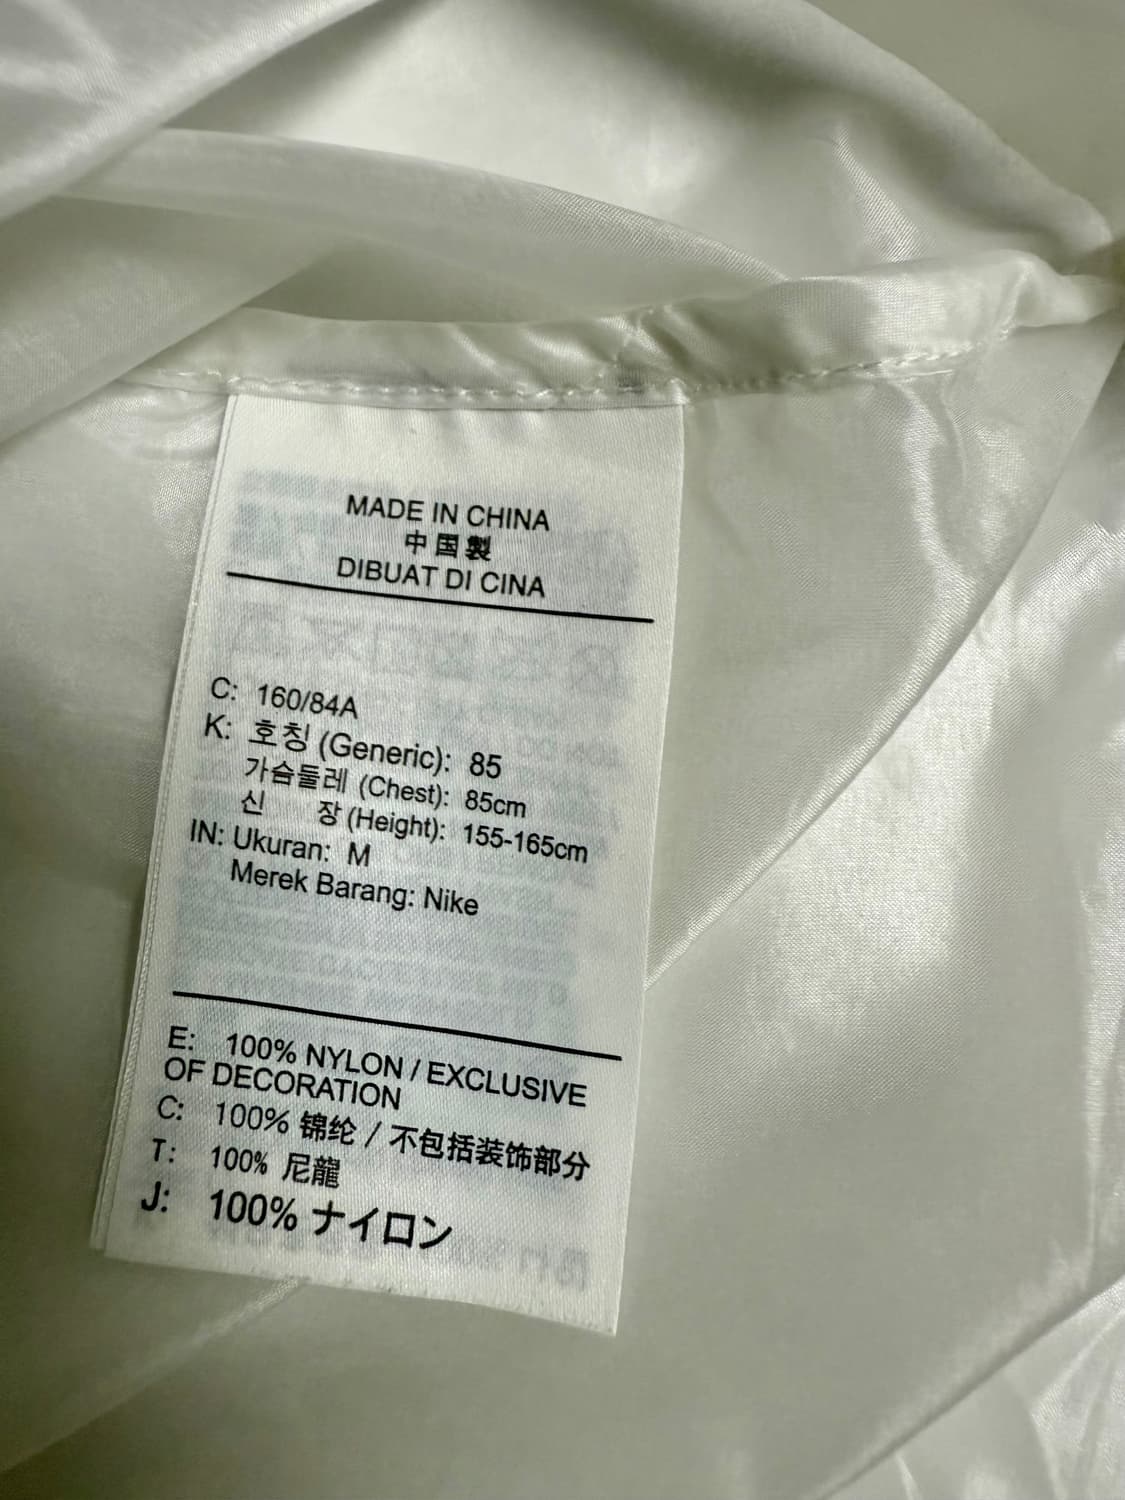 MADE IN CHINA
中国製
DIBUAT DI CINA
C: 160/84A
K: 호칭 (Generic): 85
가슴둘레 (Chest): 85cm
신 장 (Height): 155-165cm
IN: Ukuran: M
Merek Barang: Nike
E: 100% NYLON / EXCLUSIVE
OF DECORATION
C: 100% 锦纶 / 不包括装饰部分
T: 100% 尼龍
J: 100% ナイロン